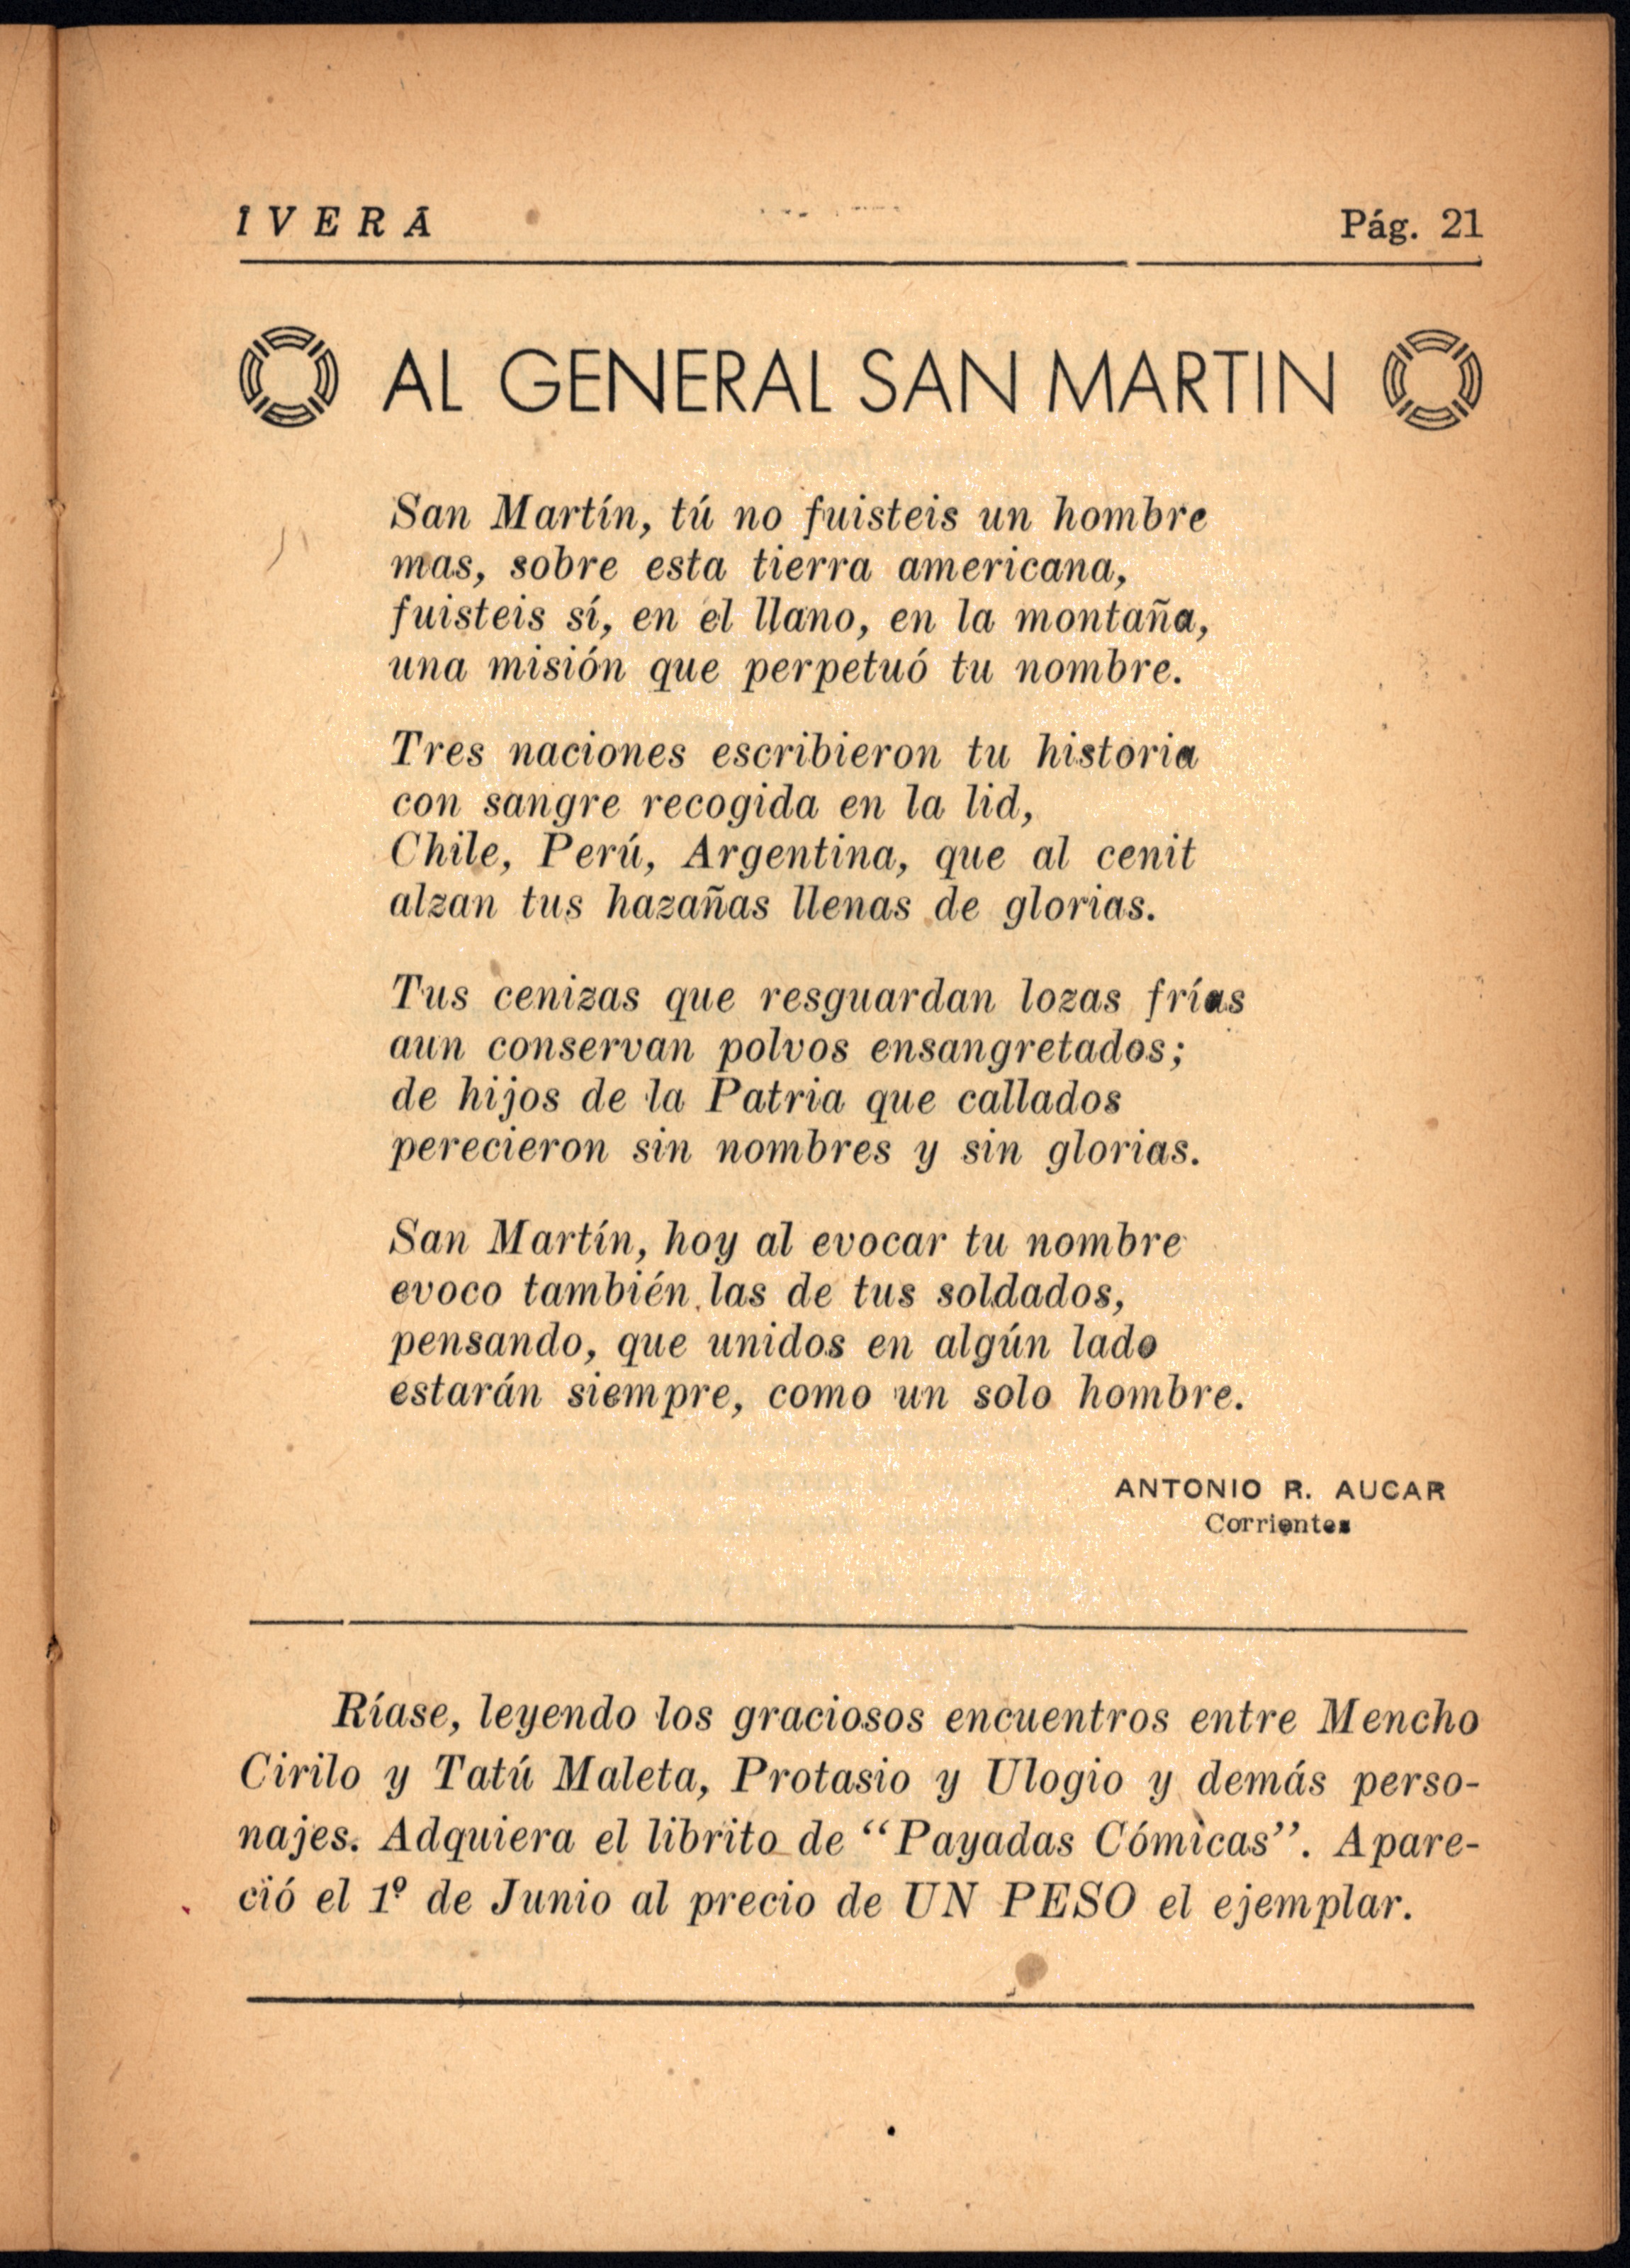 ÎVERÃ
Pág. 21
AL GENERAL SAN MARTIN
San Martín, tú no fuisteis un hombre
mas, sobre esta tierra americana,
fuisteis sí, en el llano, en la montaña,
una misión que perpetuó tu nombre.
Tres naciones escribieron tu historia
con sangre recogida en la lid,
Chile, Perú, Argentina, que al cenit
alzan tus hazañas llenas de glorias.
Tus cenizas que resguardan lozas frías
aun conservan polvos ensangretados;
de hijos de la Patria que callados
perecieron sin nombres y sin glorias.
San Martín, hoy al evocar tu nombre
evoco también las de tus soldados,
pensando, que unidos en algún lado
estarán siempre, como un solo hombre.
ANTONIO R. AUCAR
Corrientes
Ríase, leyendo los graciosos encuentros entre Mencho
Cirilo y Tatú Maleta, Protasio y Ulogio y demás perso-
najes. Adquiera el librito de “Payadas Cómicas”. Apare-
ció el 1º de Junio al precio de UN PESO el ejemplar.